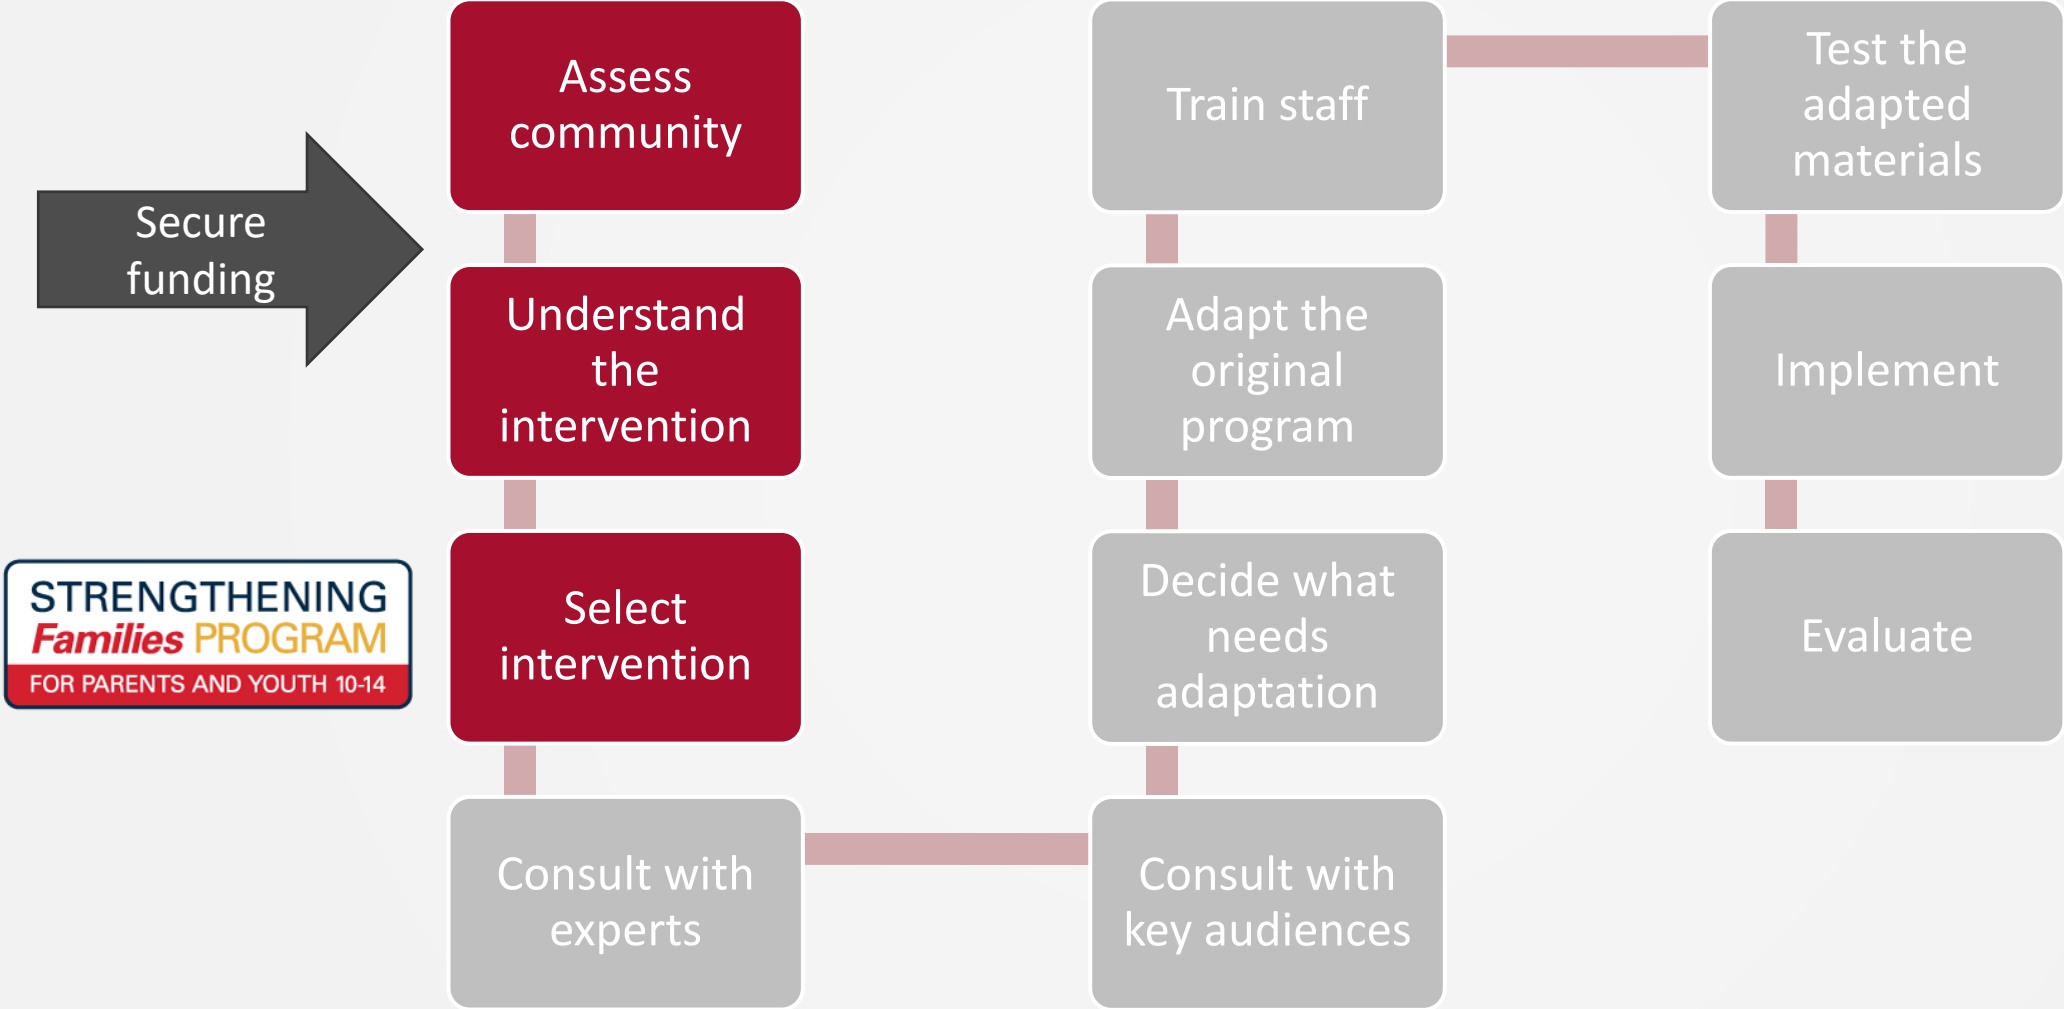 Secure
funding
STRENGTHENING
Families PROGRAM
FOR PARENTS AND YOUTH 10-14
Assess
community
Understand
the
intervention
Select
intervention
Consult with
experts
Consult with
key audiences
Decide what
needs
adaptation
Adapt the
original
program
Train staff
Test the
adapted
materials
Implement
Evaluate